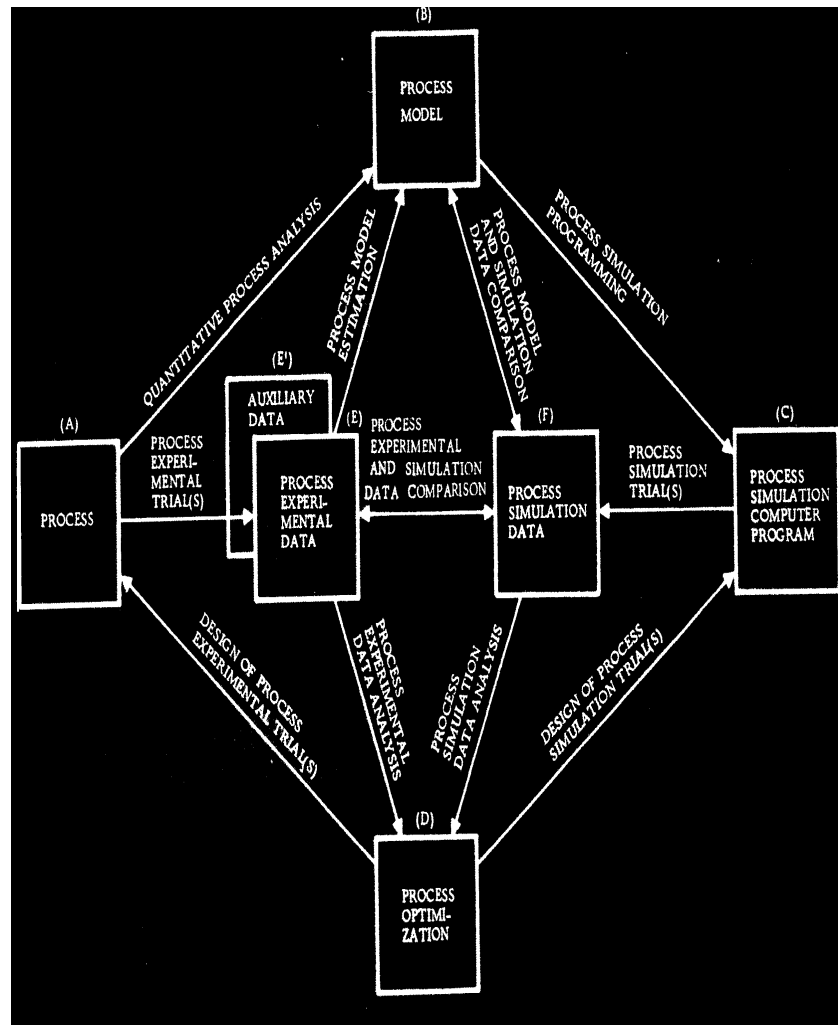 (B)
PROCESS
MODEL
QUANTITATIVE PROCESS ANALYSIS
PROCESS MODEL
ESTIMATION
PROCESS MODEL
AND SIMULATION
DATA COMPARISON
PROCESS SIMULATION
PROGRAMMING
(E')
AUXILIARY
DATA
(A)
PROCESS
PROCESS
EXPERI-
MENTAL
TRIAL(S)
(E)
PROCESS
EXPERI-
MENTAL
DATA
PROCESS
EXPERIMENTAL
AND SIMULATION
DATA COMPARISON
(F)
PROCESS
SIMULATION
DATA
PROCESS
SIMULATION
TRIAL(S)
(C)
PROCESS
SIMULATION
COMPUTER
PROGRAM
DESIGN OF PROCESS
EXPERIMENTAL TRIAL(S)
PROCESS
EXPERIMENTAL
DATA ANALYSIS
PROCESS
SIMULATION
DATA ANALYSIS
DESIGN OF PROCESS
SIMULATION TRIAL(S)
(D)
PROCESS
OPTIMI-
ZATION